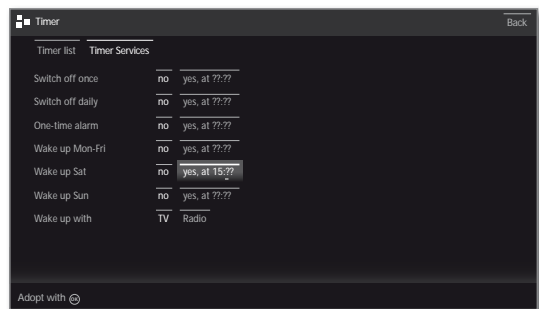 Timer Back
Timer list Timer Services
Switch off once no yes, at ??:??
Switch off daily no yes, at ??:??
One-time alarm no yes, at ??:??
Wake up Mon-Fri no yes, at ??:??
Wake up Sat no yes, at 15:??
Wake up Sun no yes, at ??:??
Wake up with TV Radio
Adopt with OK